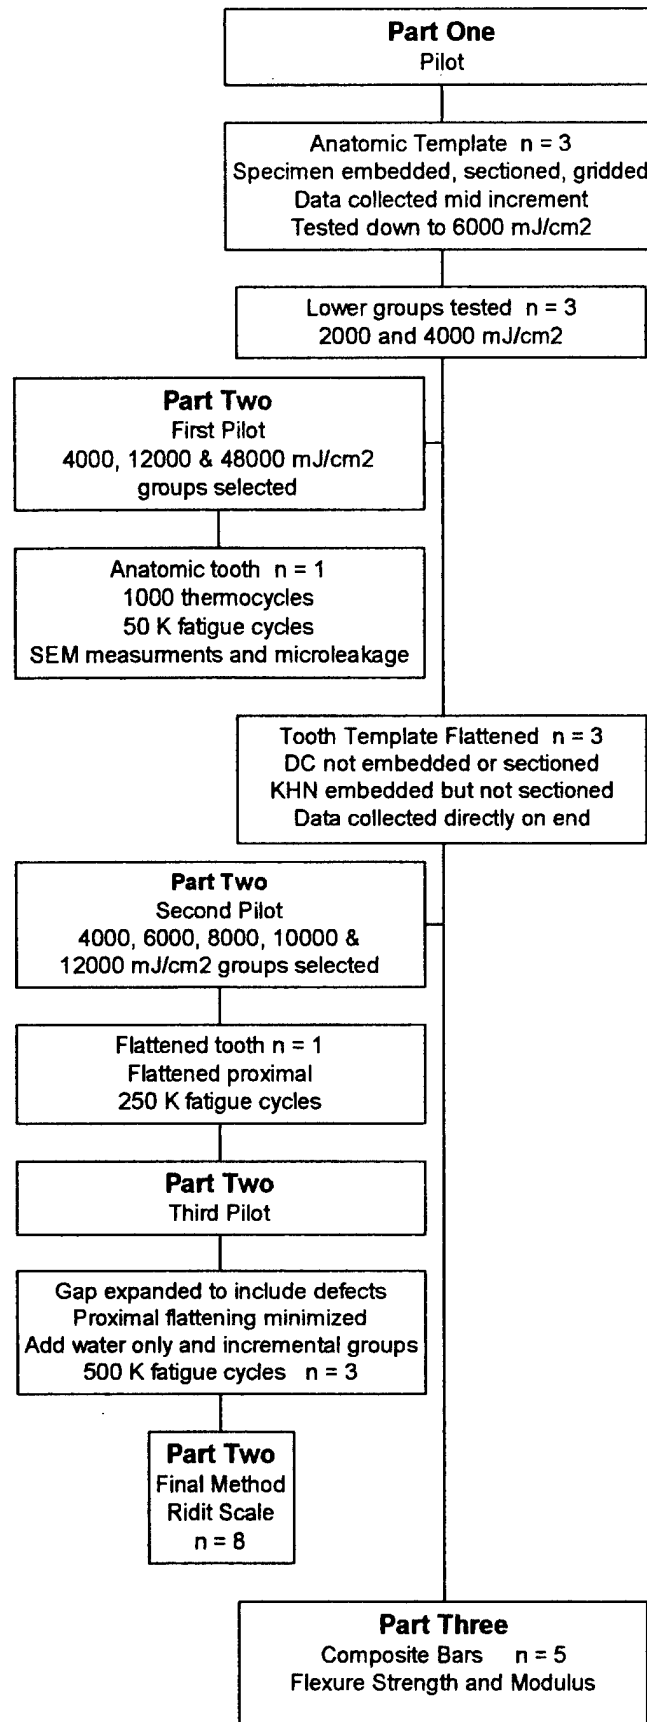 Part One
Pilot
Anatomic Template n = 3
Specimen embedded, sectioned, gridded
Data collected mid increment
Tested down to 6000 mJ/cm2
Lower groups tested n = 3
2000 and 4000 mJ/cm2
Part Two
First Pilot
4000, 12000 & 48000 mJ/cm2
groups selected
Anatomic tooth n = 1
1000 thermocycles
50 K fatigue cycles
SEM measurments and microleakage
Tooth Template Flattened n = 3
DC not embedded or sectioned
KHN embedded but not sectioned
Data collected directly on end
Part Two
Second Pilot
4000, 6000, 8000, 10000 &
12000 mJ/cm2 groups selected
Flattened tooth n = 1
Flattened proximal
250 K fatigue cycles
Part Two
Third Pilot
Gap expanded to include defects
Proximal flattening minimized
Add water only and incremental groups
500 K fatigue cycles n = 3
Part Two
Final Method
Ridit Scale
n = 8
Part Three
Composite Bars n = 5
Flexure Strength and Modulus